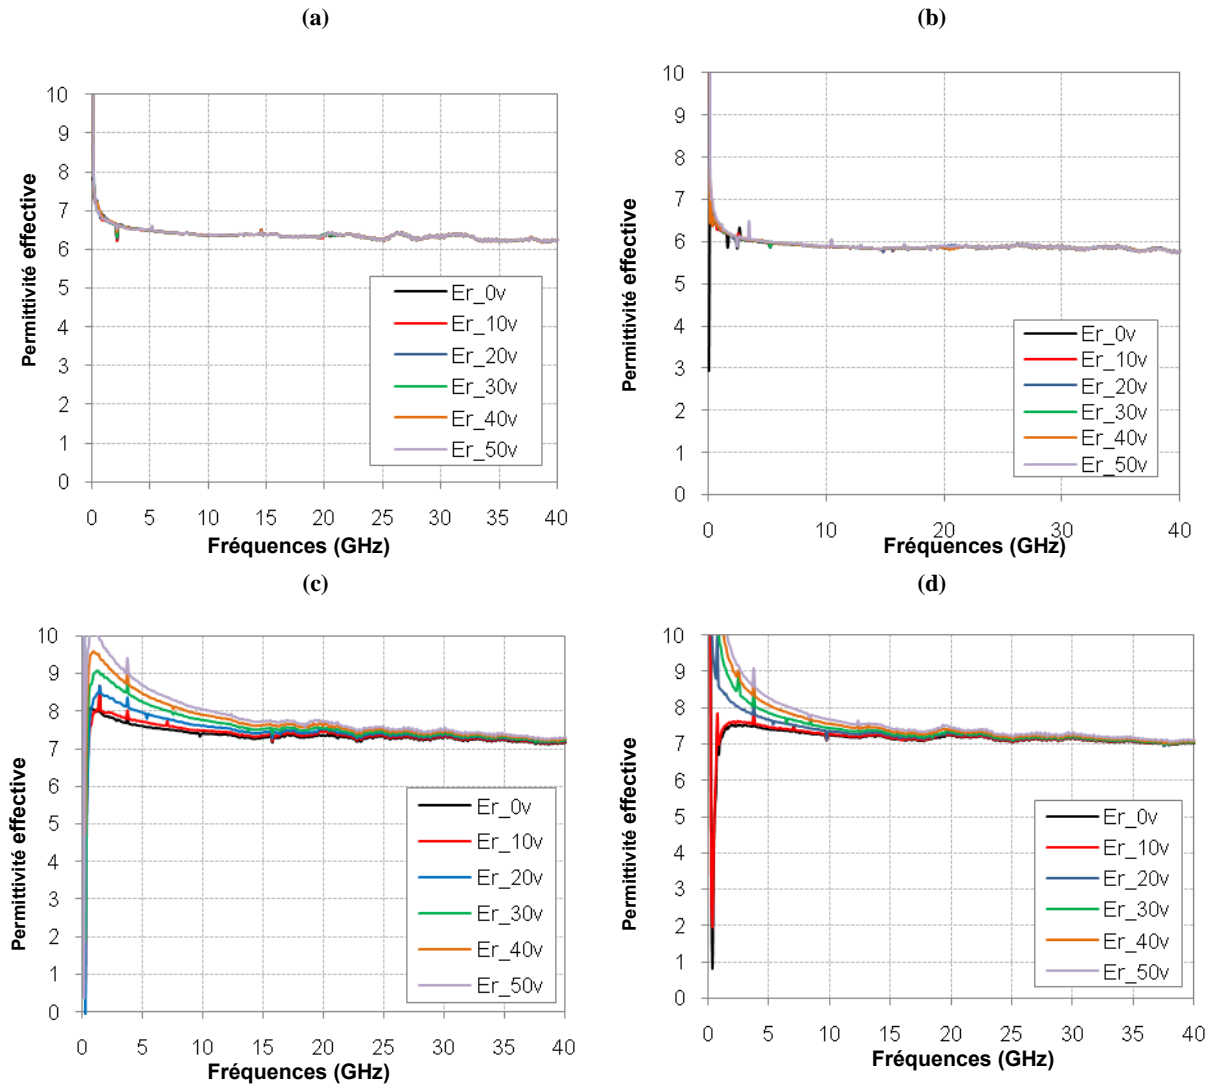 (a)
10
9
8
7
6
5
4
3
2
1
0
0 5 10 15 20 25 30 35 40
Permittivité effective
Fréquences (GHz)
Er_0v
Er_10v
Er_20v
Er_30v
Er_40v
Er_50v
(b)
10
9
8
7
6
5
4
3
2
1
0
0 10 20 30 40
Permittivité effective
Fréquences (GHz)
Er_0v
Er_10v
Er_20v
Er_30v
Er_40v
Er_50v
(c)
10
9
8
7
6
5
4
3
2
1
0
0 5 10 15 20 25 30 35 40
Permittivité effective
Fréquences (GHz)
Er_0v
Er_10v
Er_20v
Er_30v
Er_40v
Er_50v
(d)
10
9
8
7
6
5
4
3
2
1
0
0 5 10 15 20 25 30 35 40
Permittivité effective
Fréquences (GHz)
Er_0v
Er_10v
Er_20v
Er_30v
Er_40v
Er_50v